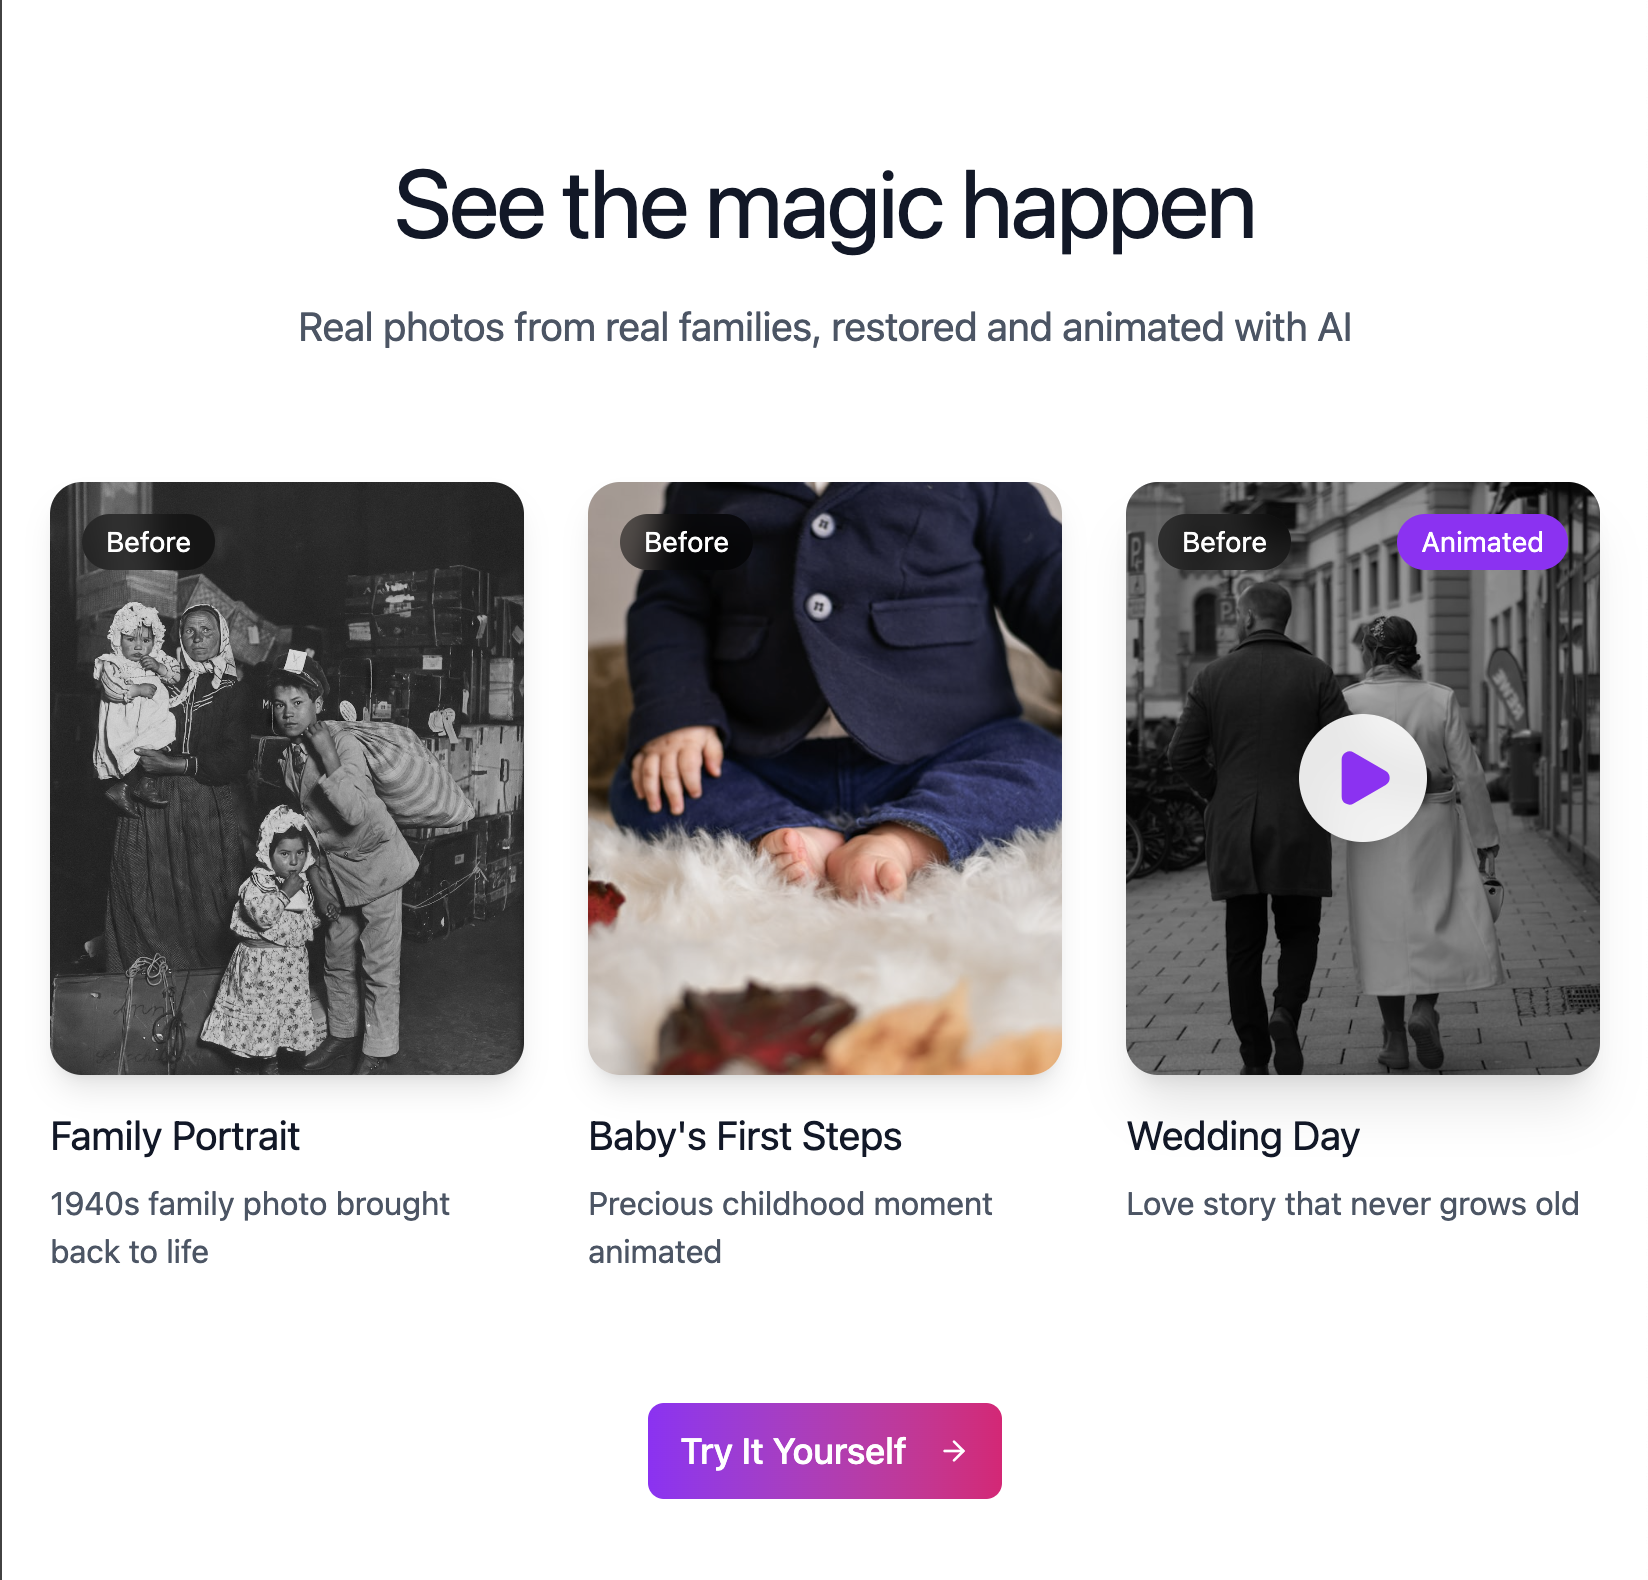 See the magic happen
Real photos from real families, restored and animated with AI
Before
Before
Before
Animated
Family Portrait
1940s family photo brought
back to life
Baby's First Steps
Precious childhood moment
animated
Wedding Day
Love story that never grows old
Try It Yourself